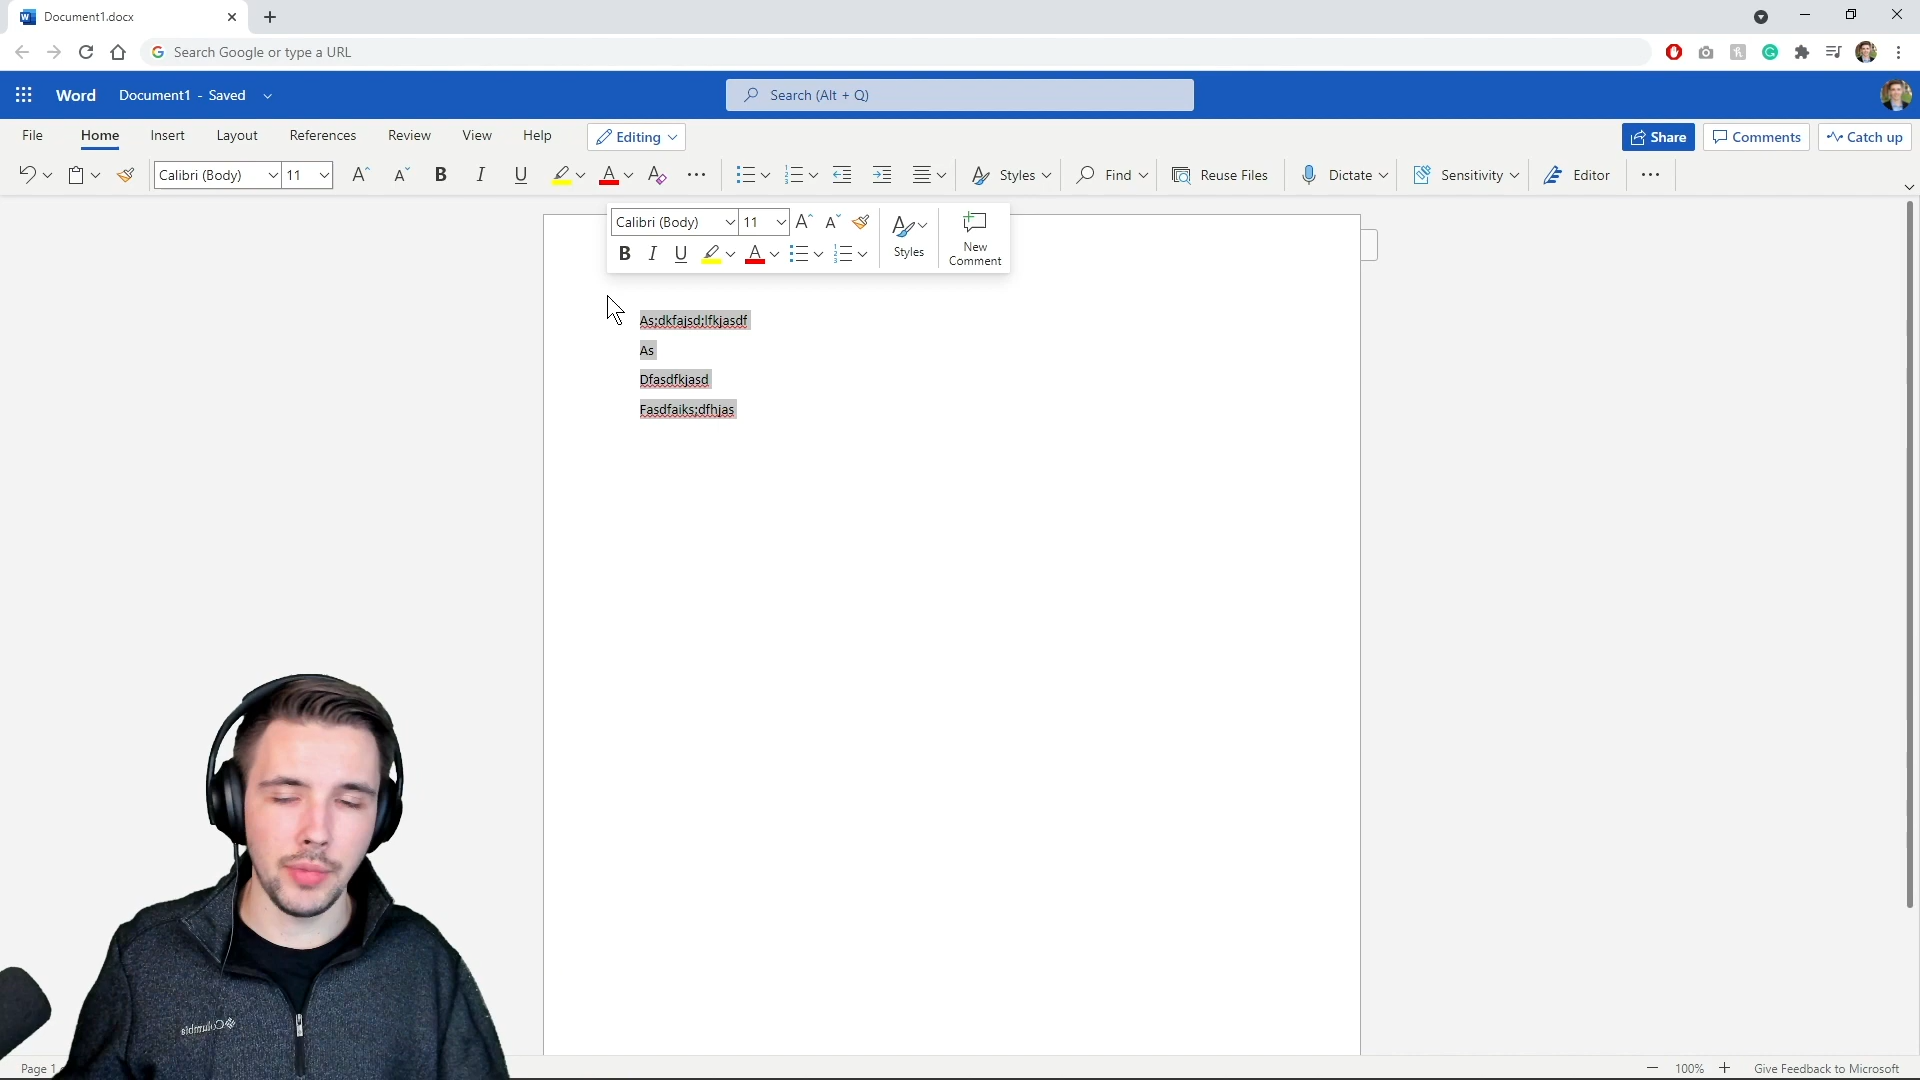 Document1.docx
Search Google or type a URL
Word Document1 - Saved Search (Alt + Q)
File Home Insert Layout References Review View Help Editing Share Comments Catch up
Calibri (Body) 11 B I U A Styles Find Reuse Files Dictate Sensitivity Editor
Calibri (Body) 11
B I U A Styles New Comment
As;dkfajsd;lfkjasdf
As
Dfasdfkjasd
Fasdfaiks;dfhjas
Columbia
Page 1 100% Give Feedback to Microsoft